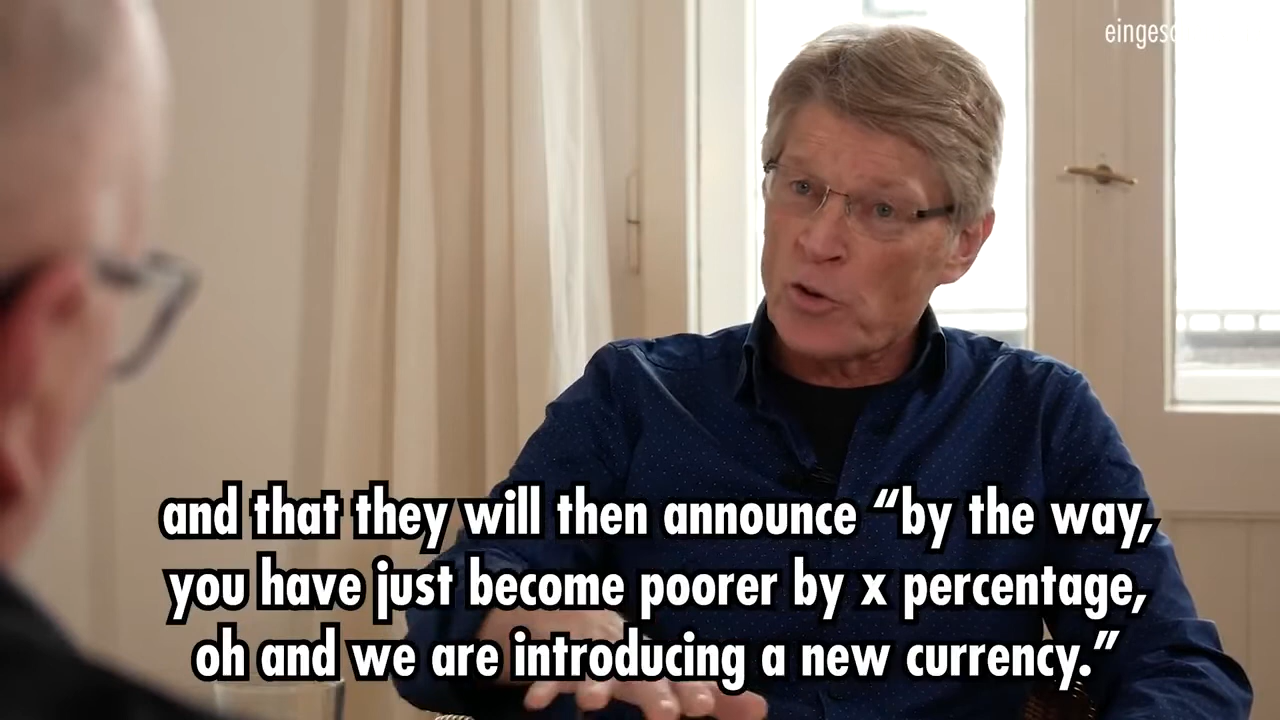 and that they will then announce “by the way,
you have just become poorer by x percentage,
oh and we are introducing a new currency.”